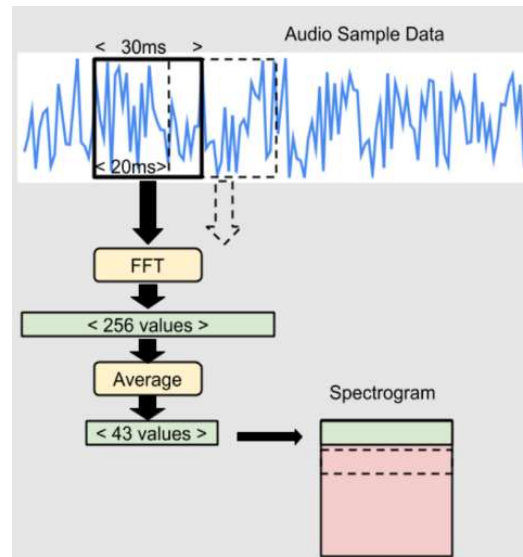 Audio Sample Data
< 30ms >
< 20ms>
FFT
< 256 values >
Average
< 43 values >
Spectrogram